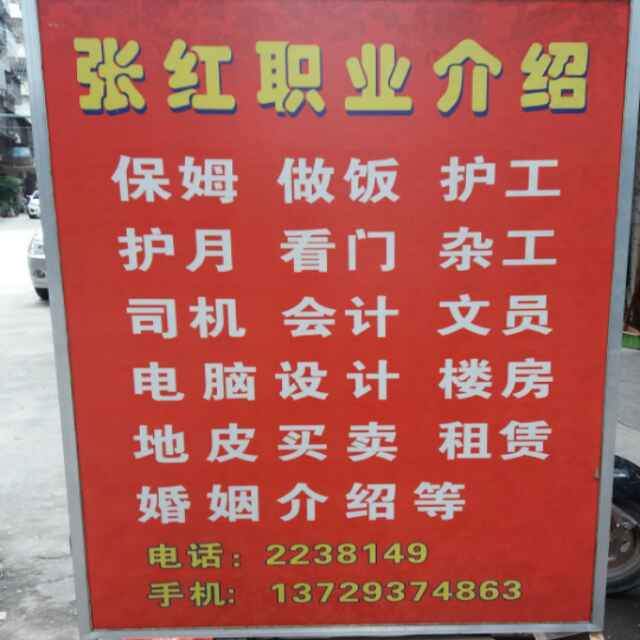 张红职业介绍
保姆 做饭 护工
护月 看门 杂工
司机 会计 文员
电脑设计 楼房
地皮买卖 租赁
婚姻介绍等
电话: 2238149
手机: 13729374863